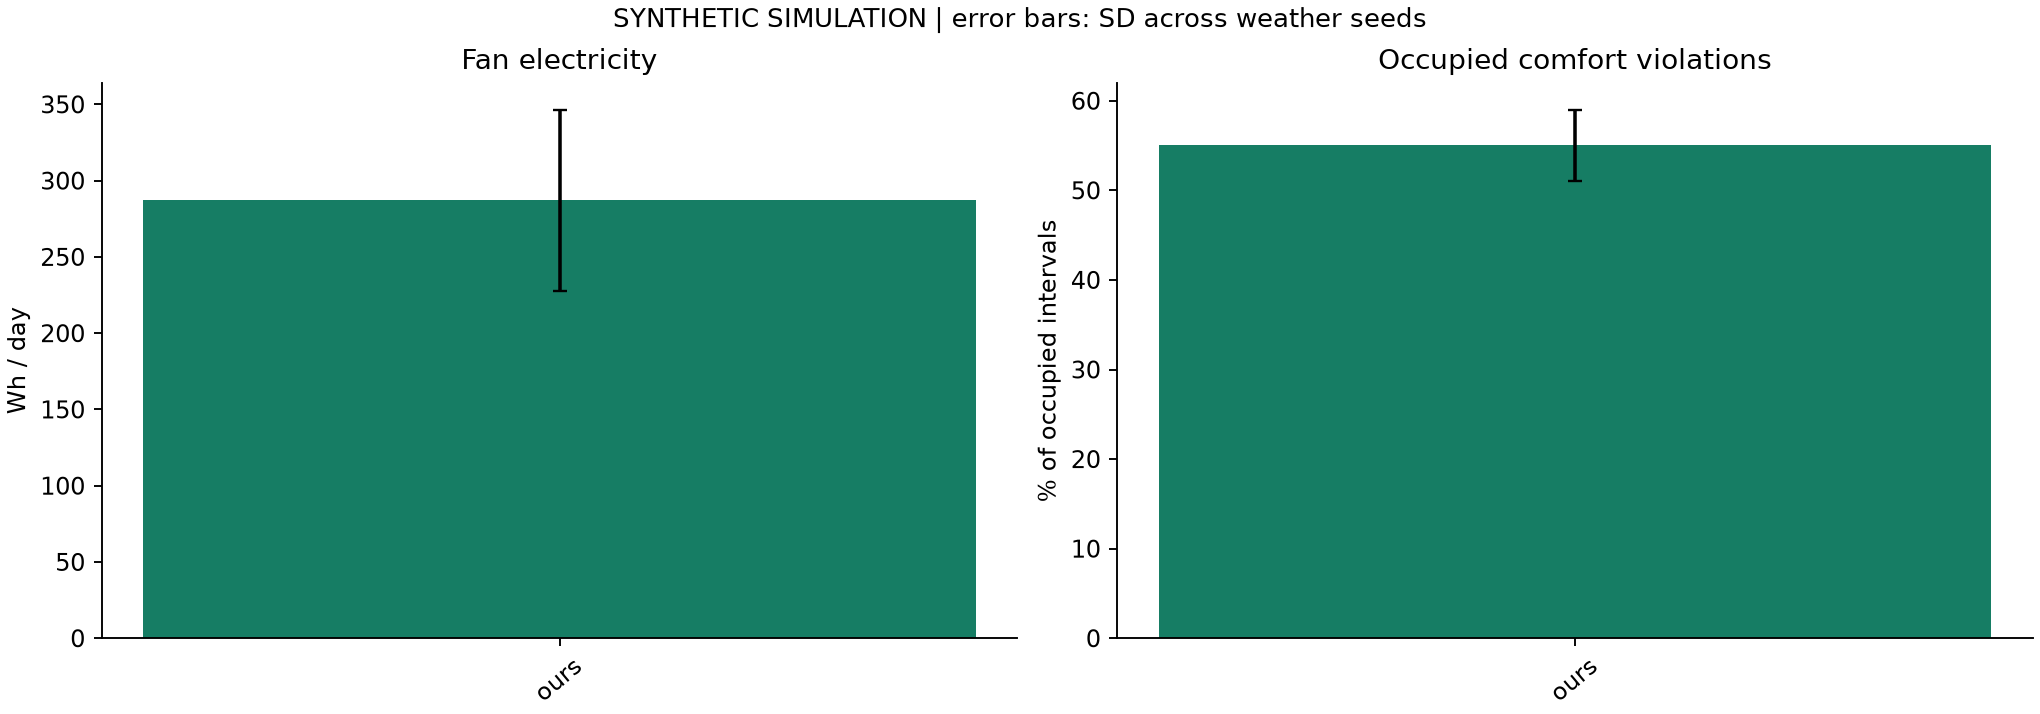 SYNTHETIC SIMULATION | error bars: SD across weather seeds
Fan electricity
Wh / day
350
300
250
200
150
100
50
0
ours
Occupied comfort violations
% of occupied intervals
60
50
40
30
20
10
0
ours